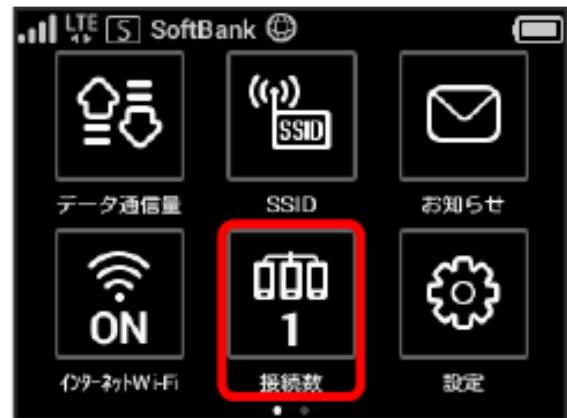 LTE S SoftBank
SSID
データ通信量 SSID お知らせ
ON 1
インターネットWi-Fi 接続数 設定